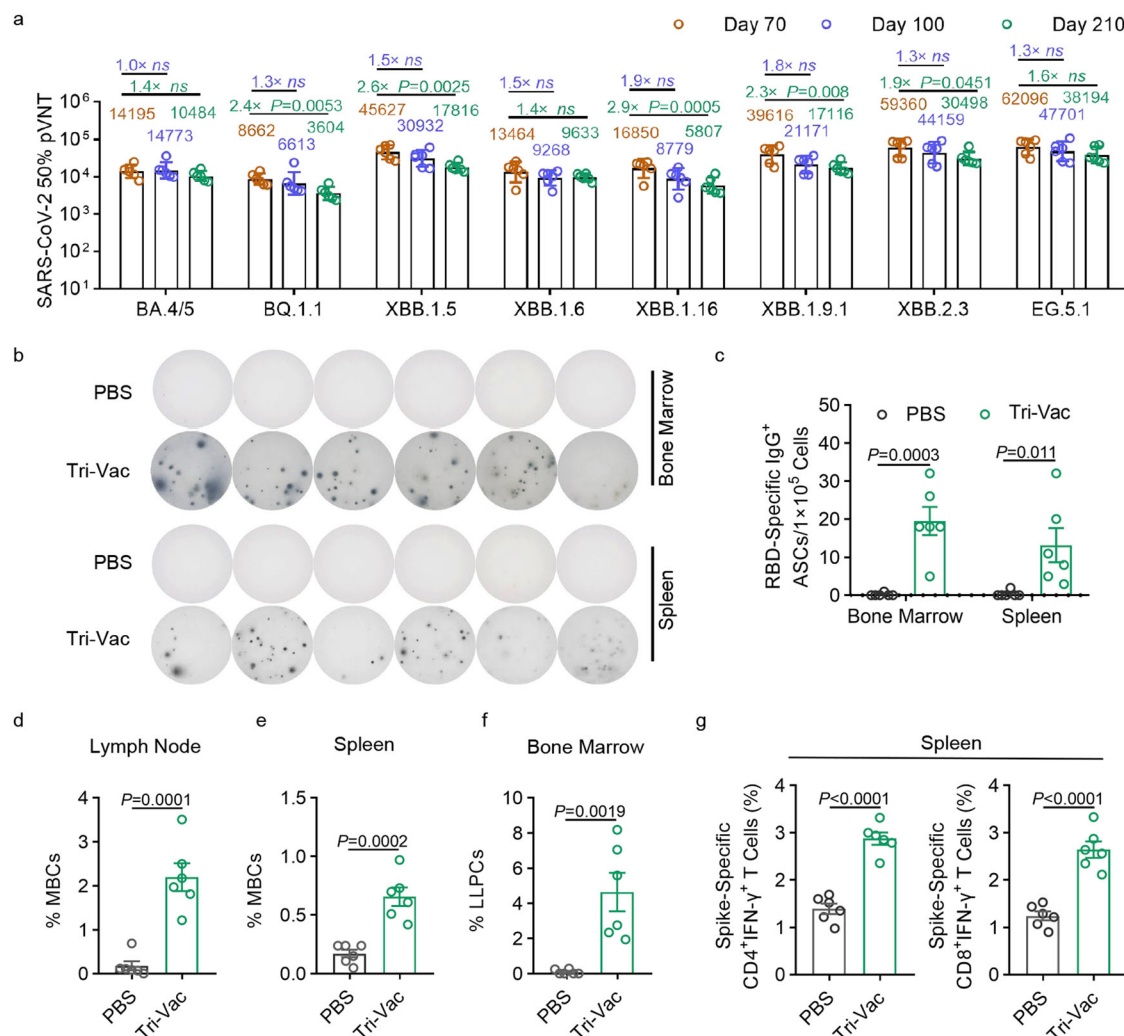 a
Day 70 Day 100 Day 210
1.0× ns 1.3× ns 1.5× ns 1.5× ns 1.9× ns 1.8× ns 1.3× ns 1.3× ns
1.4× ns 2.4× P=0.0053 2.6× P=0.0025 1.4× ns 2.9× P=0.0005 2.3× P=0.008 1.9× P=0.0451 1.6× ns
14195 10484 8662 3604 45627 17816 13464 9633 16850 5807 39616 17116 59360 30498 62096 38194
14773 6613 30932 9268 8779 21171 44159 47701
SARS-CoV-2 50% pVNT
10⁶
10⁵
10⁴
10³
10²
10¹
BA.4/5 BQ.1.1 XBB.1.5 XBB.1.6 XBB.1.16 XBB.1.9.1 XBB.2.3 EG.5.1
b
PBS
Tri-Vac
Bone Marrow
PBS
Tri-Vac
Spleen
c
PBS Tri-Vac
RBD-Specific IgG⁺
ASCs/1×10⁵ Cells
50
40
30
20
10
0
P=0.0003 P=0.011
Bone Marrow Spleen
d
Lymph Node
% MBCs
4
3
2
1
0
P=0.0001
PBS Tri-Vac
e
Spleen
% MBCs
1.5
1.0
0.5
0.0
P=0.0002
PBS Tri-Vac
f
Bone Marrow
% LLPCs
10
8
6
4
2
0
P=0.0019
PBS Tri-Vac
g
Spleen
Spike-Specific
CD4⁺IFN-γ⁺ T Cells (%)
4
3
2
1
0
P<0.0001
PBS Tri-Vac
Spike-Specific
CD8⁺IFN-γ⁺ T Cells (%)
4
3
2
1
0
P<0.0001
PBS Tri-Vac